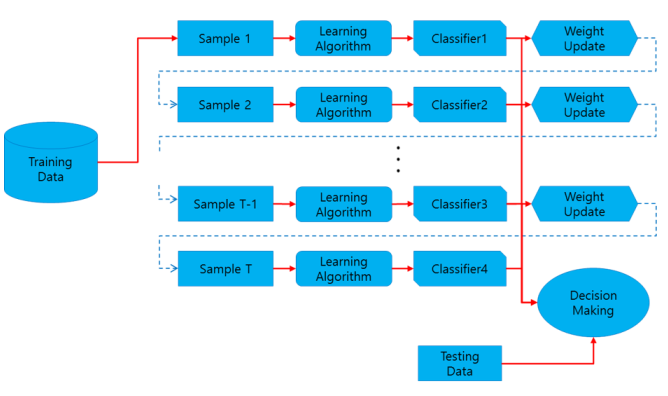 Sample 1
Learning
Algorithm
Classifier1
Weight
Update
Sample 2
Learning
Algorithm
Classifier2
Weight
Update
Training
Data
Sample T-1
Learning
Algorithm
Classifier3
Weight
Update
Sample T
Learning
Algorithm
Classifier4
Decision
Making
Testing
Data